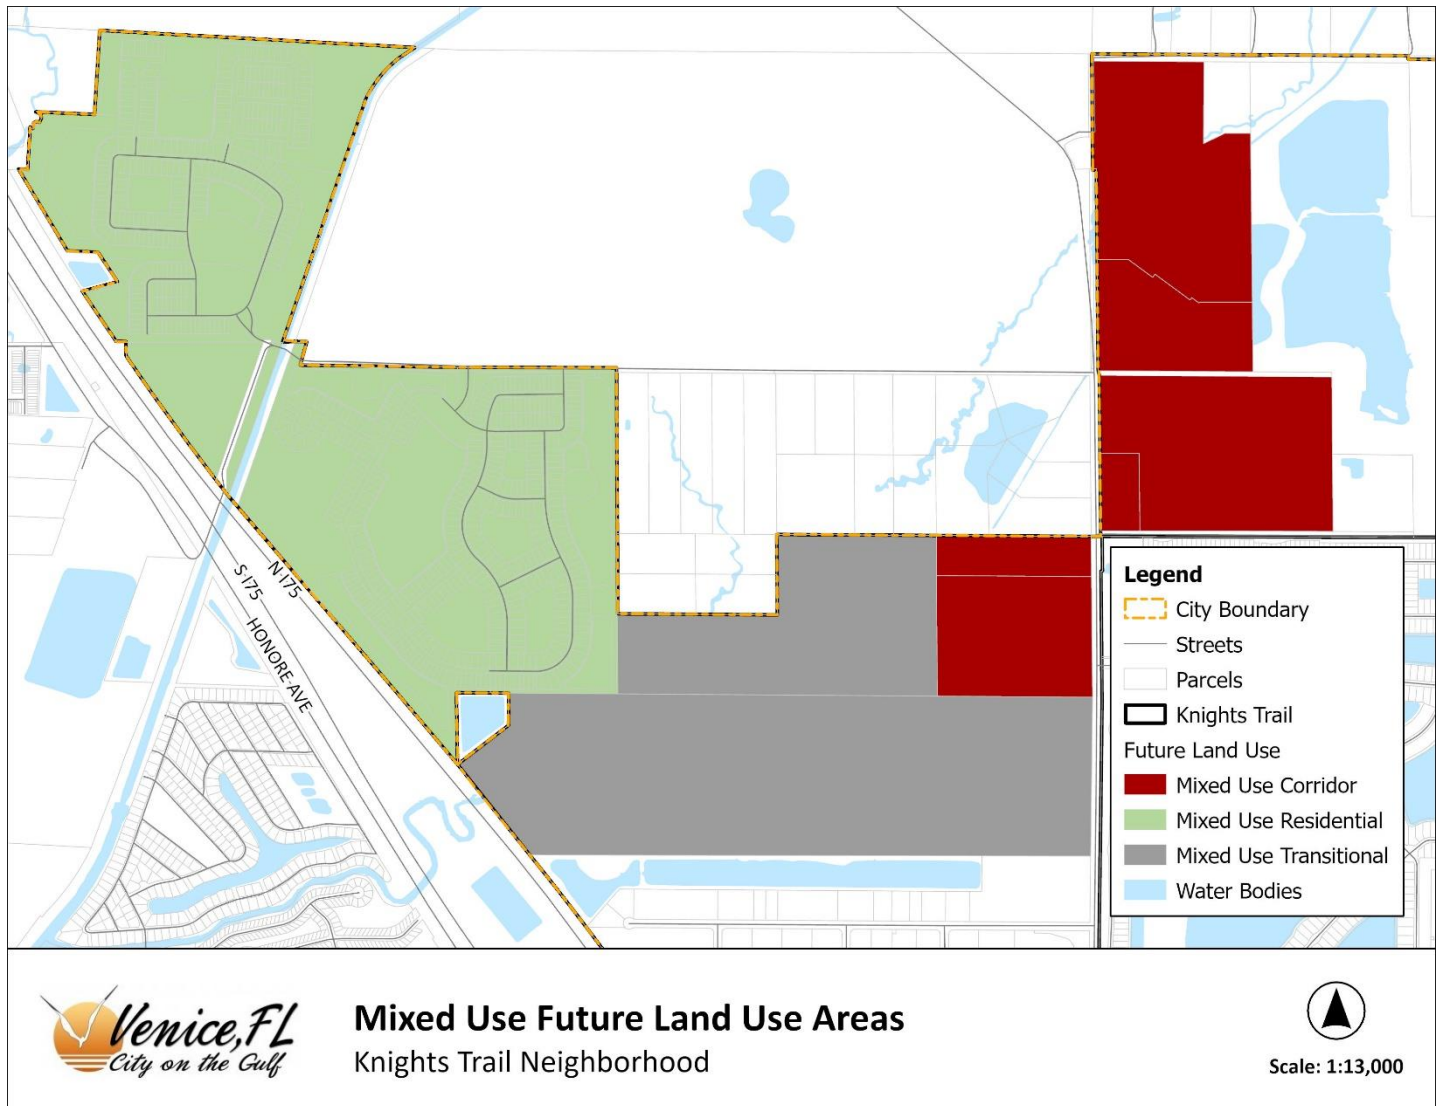 N-I75
S-I75
HONORE-AVE
Legend
City Boundary
Streets
Parcels
Knights Trail
Future Land Use
Mixed Use Corridor
Mixed Use Residential
Mixed Use Transitional
Water Bodies
Venice, FL
City on the Gulf
Mixed Use Future Land Use Areas
Knights Trail Neighborhood
Scale: 1:13,000